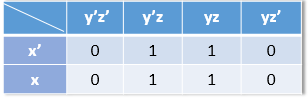 y’z’ y’z yz yz’
x’ 0 1 1 0
x 0 1 1 0